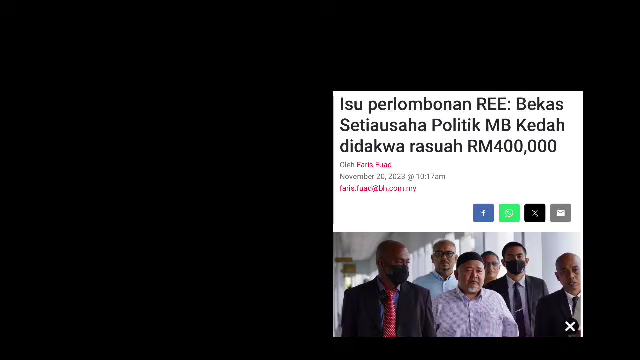 Isu perlombonan REE: Bekas
Setiausaha Politik MB Kedah
didakwa rasuah RM400,000
Oleh Faris Fuad
November 20, 2023 @ 10:17am
faris.fuad@bh.com.my